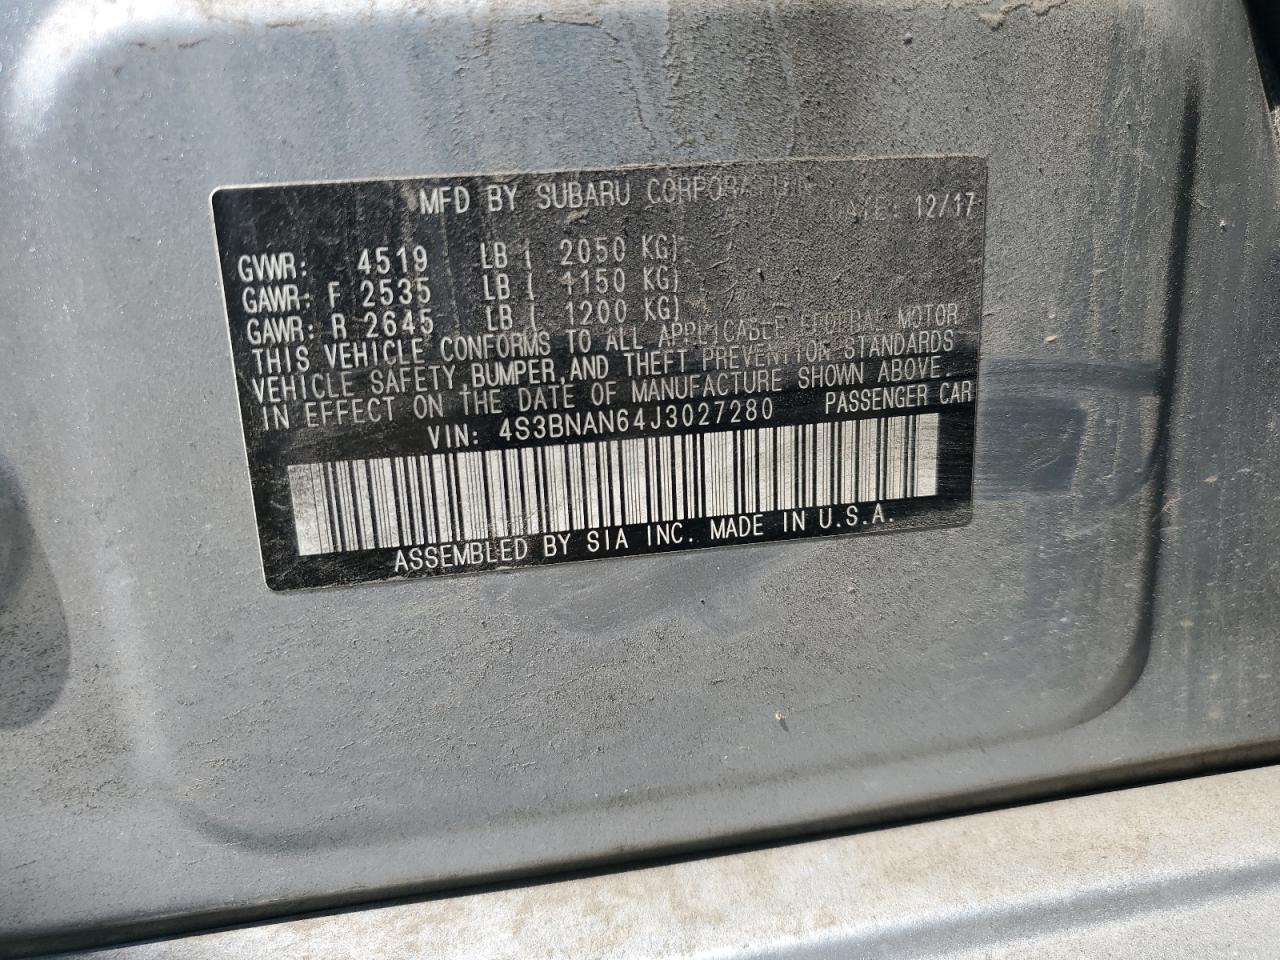 MFD BY SUBARU CORPORATION DATE: 12/17
GVWR: 4519 LB ( 2050 KG)
GAWR: F 2535 LB ( 1150 KG)
GAWR: R 2645 LB ( 1200 KG)
THIS VEHICLE CONFORMS TO ALL APPLICABLE FEDERAL MOTOR
VEHICLE SAFETY, BUMPER, AND THEFT PREVENTION STANDARDS
IN EFFECT ON THE DATE OF MANUFACTURE SHOWN ABOVE.
VIN: 4S3BNAN64J3027280 PASSENGER CAR
ASSEMBLED BY SIA INC. MADE IN U.S.A.